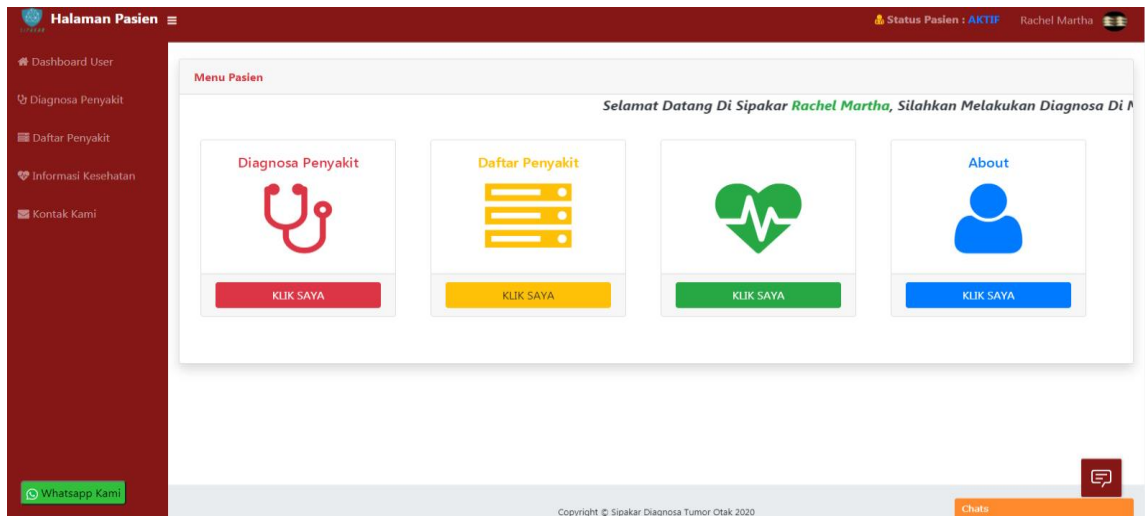 Halaman Pasien
Status Pasien : AKTIF
Rachel Martha
SIPAKAR
Dashboard User
Diagnosa Penyakit
Daftar Penyakit
Informasi Kesehatan
Kontak Kami
Whatsapp Kami
Menu Pasien
Selamat Datang Di Sipakar Rachel Martha, Silahkan Melakukan Diagnosa Di
Diagnosa Penyakit
KLIK SAYA
Daftar Penyakit
KLIK SAYA
KLIK SAYA
About
KLIK SAYA
Copyright © Sipakar Diagnosa Tumor Otak 2020
Chats